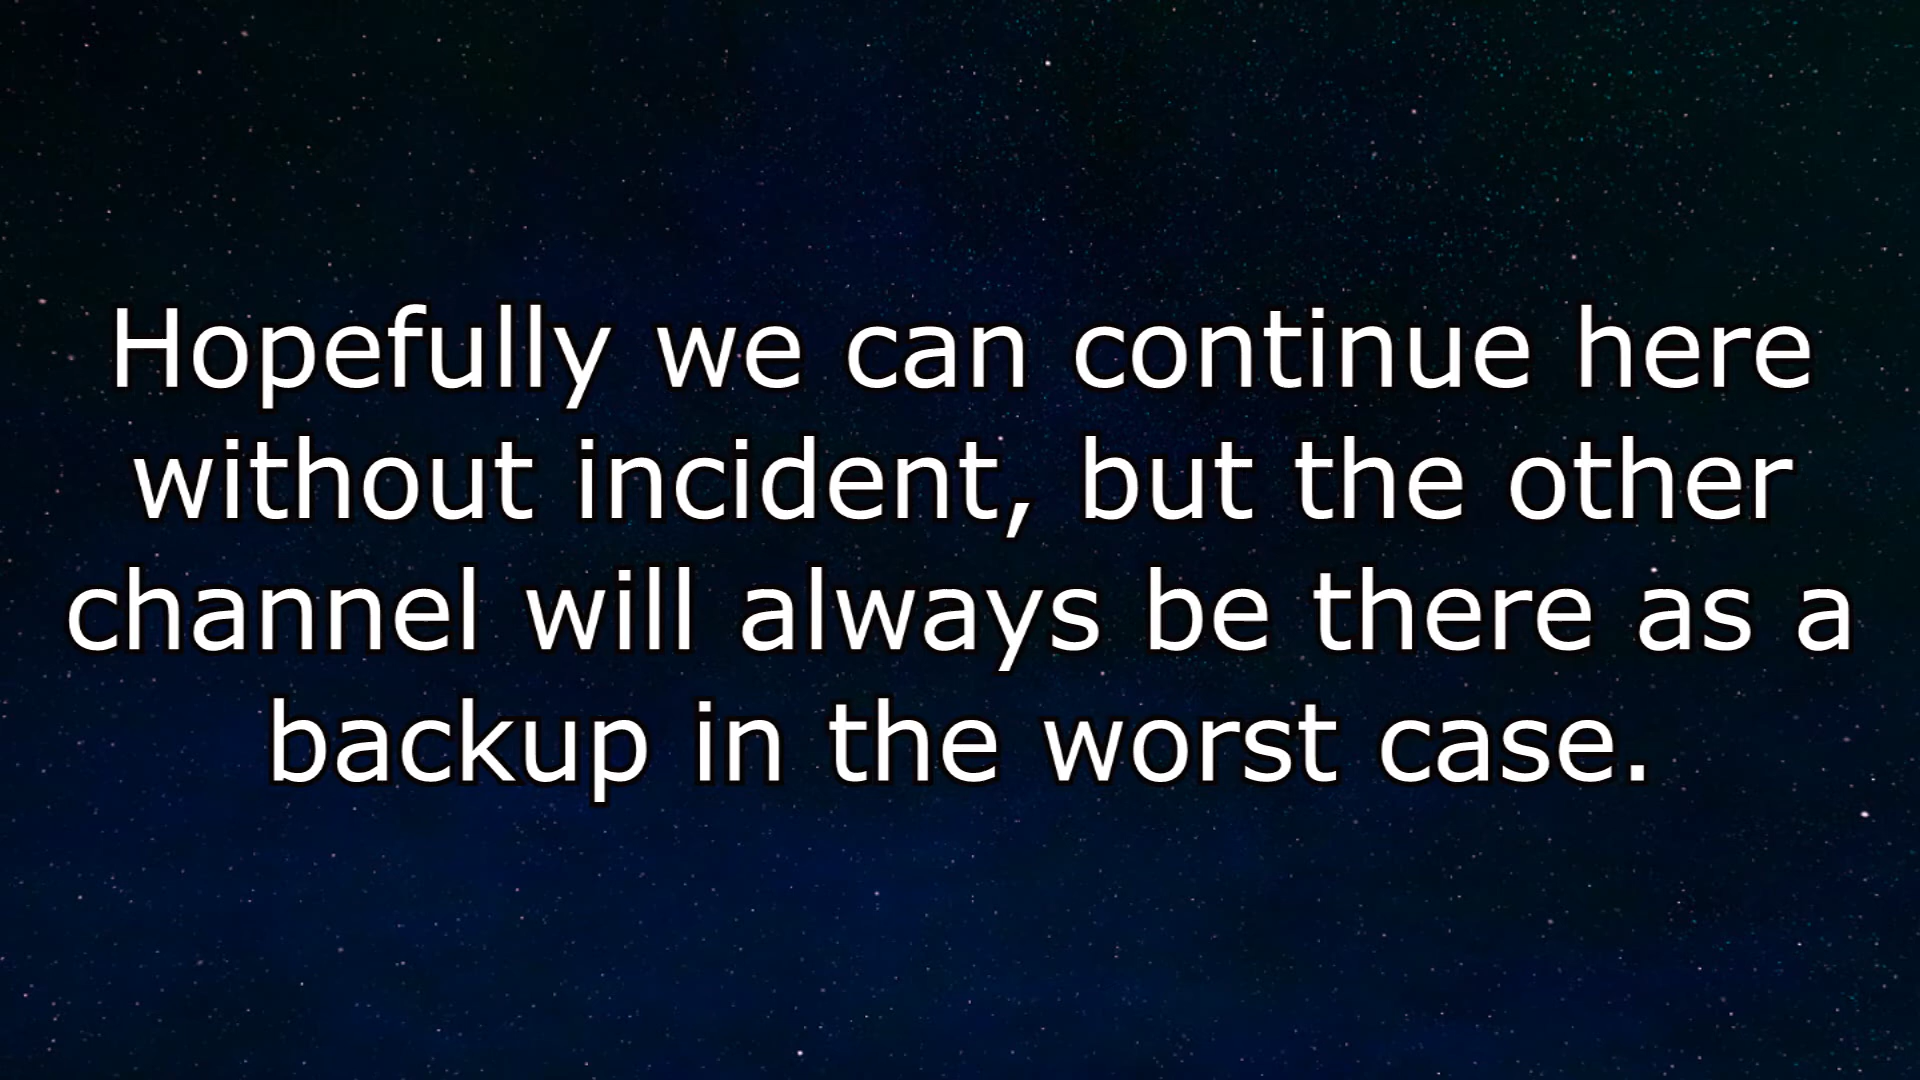 Hopefully we can continue here
without incident, but the other
channel will always be there as a
backup in the worst case.